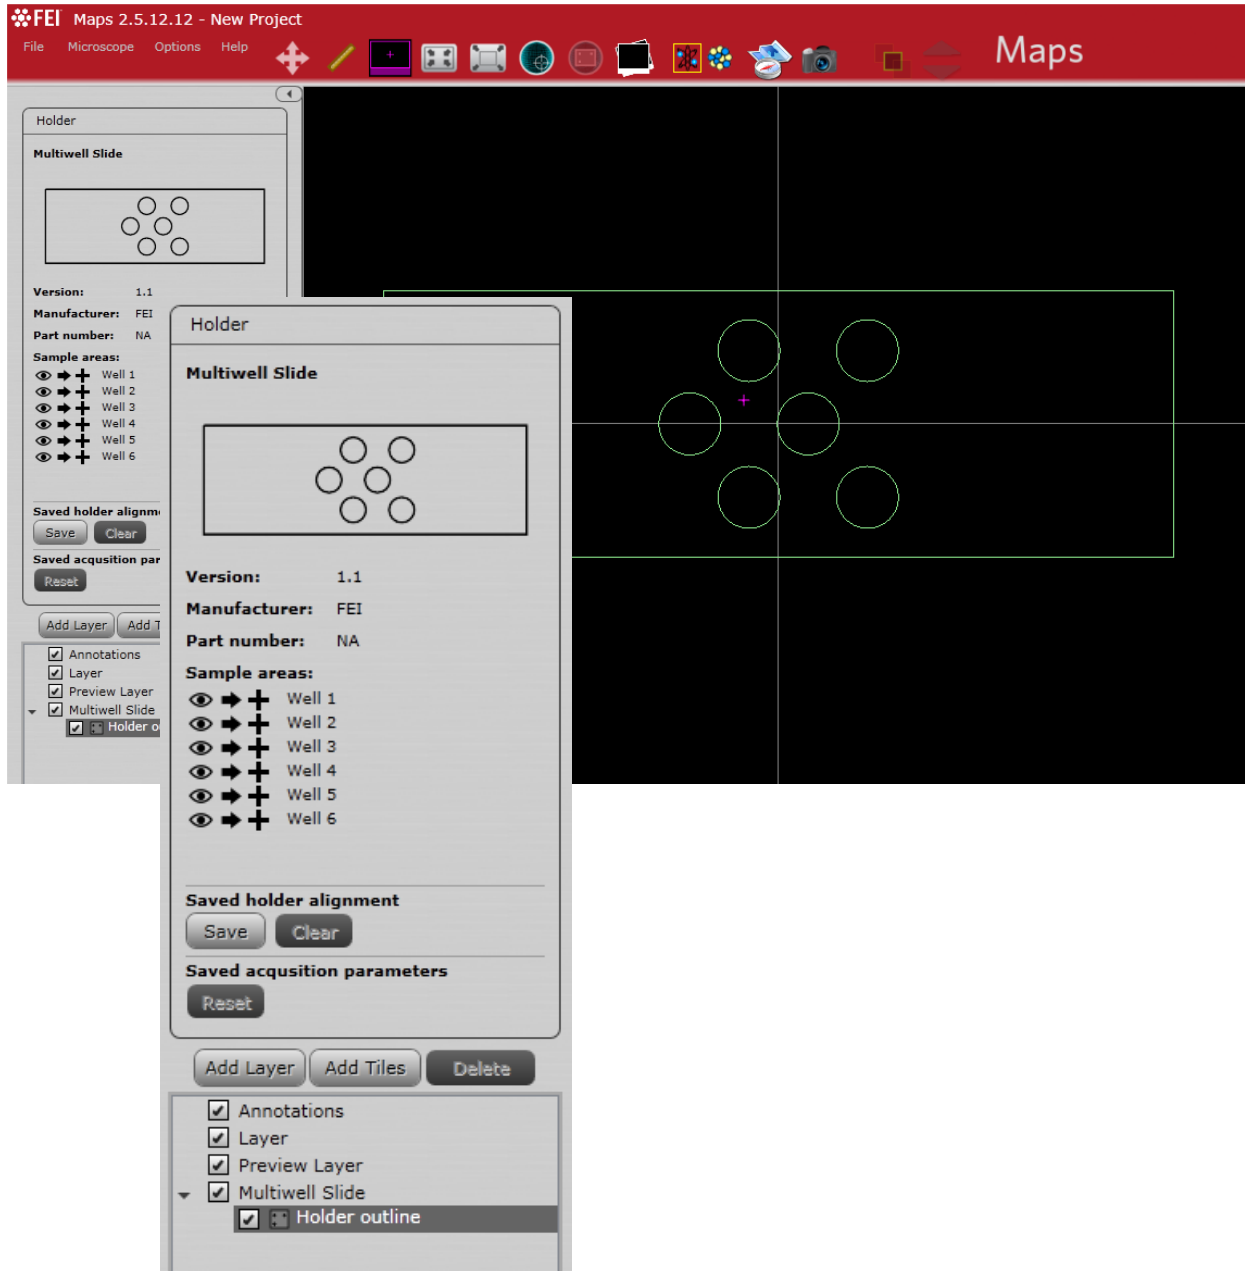 FEI Maps 2.5.12.12 - New Project
File Microscope Options Help
Maps
Holder
Multiwell Slide
Version: 1.1
Manufacturer: FEI
Part number: NA
Sample areas:
Well 1
Well 2
Well 3
Well 4
Well 5
Well 6
Saved holder alignm
Save Clear
Saved acqusition par
Reset
Add Layer Add T
Annotations
Layer
Preview Layer
Multiwell Slide
Holder o
Holder
Multiwell Slide
Version: 1.1
Manufacturer: FEI
Part number: NA
Sample areas:
Well 1
Well 2
Well 3
Well 4
Well 5
Well 6
Saved holder alignment
Save Clear
Saved acqusition parameters
Reset
Add Layer Add Tiles Delete
Annotations
Layer
Preview Layer
Multiwell Slide
Holder outline